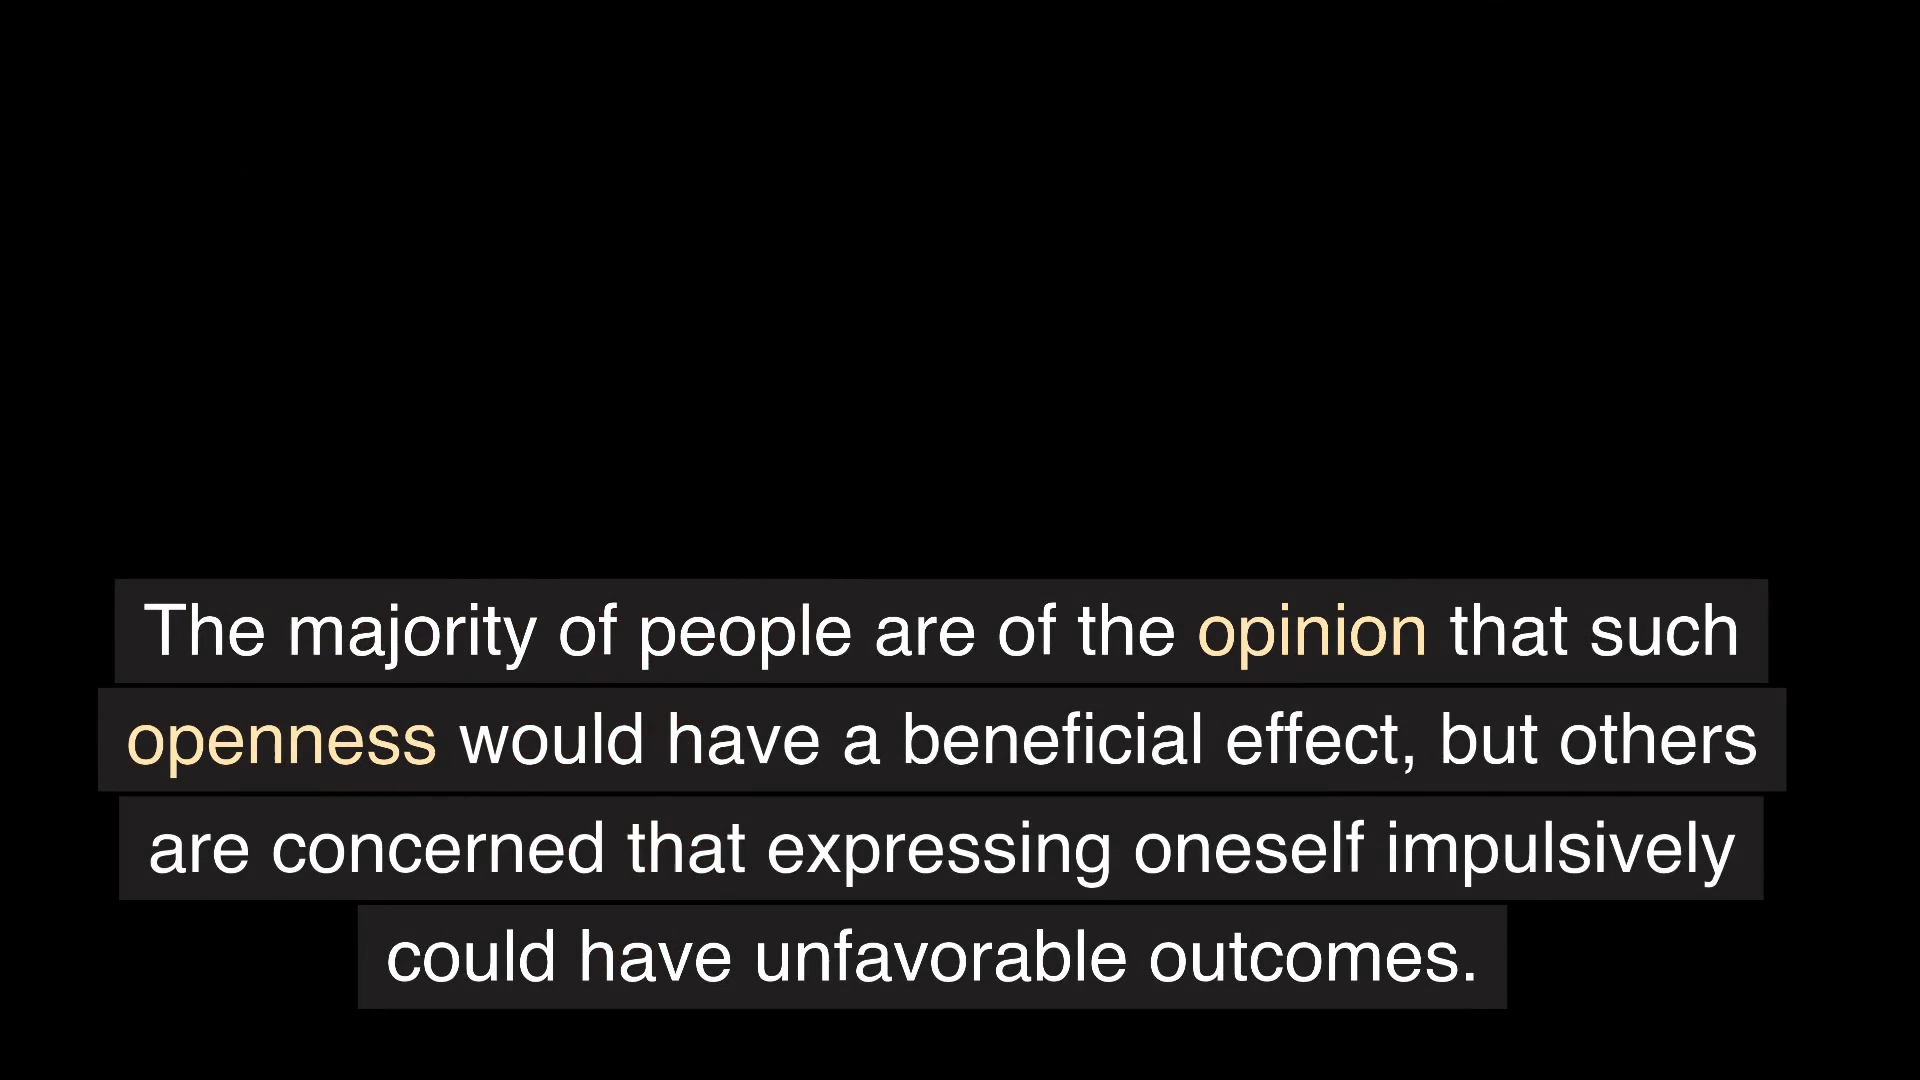 The majority of people are of the opinion that such
openness would have a beneficial effect, but others
are concerned that expressing oneself impulsively
could have unfavorable outcomes.